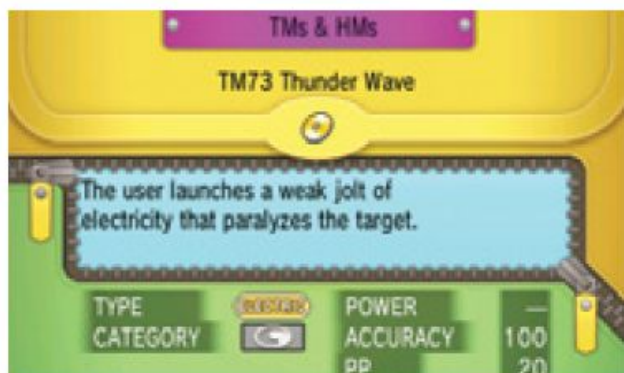 TMs & HMs
TM73 Thunder Wave
The user launches a weak jolt of
electricity that paralyzes the target.
TYPE ELECTRIC POWER —
CATEGORY ACCURACY 100
PP 20